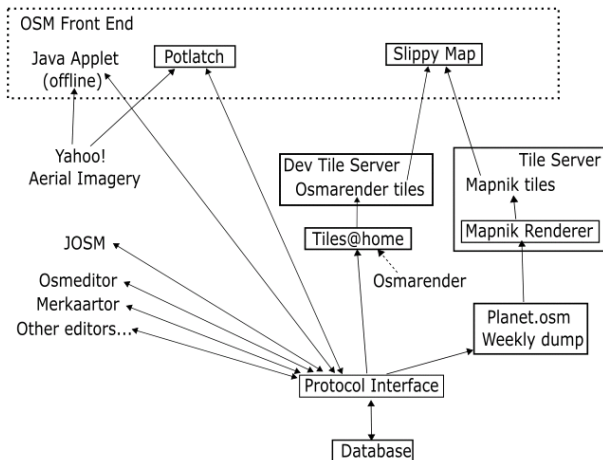 OSM Front End
Java Applet
(offline)
Potlatch
Slippy Map
Yahoo!
Aerial Imagery
Dev Tile Server
Osmarender tiles
Tile Server
Mapnik tiles
Mapnik Renderer
Tiles@home
Osmarender
JOSM
Osmeditor
Merkaartor
Other editors...
Planet.osm
Weekly dump
Protocol Interface
Database